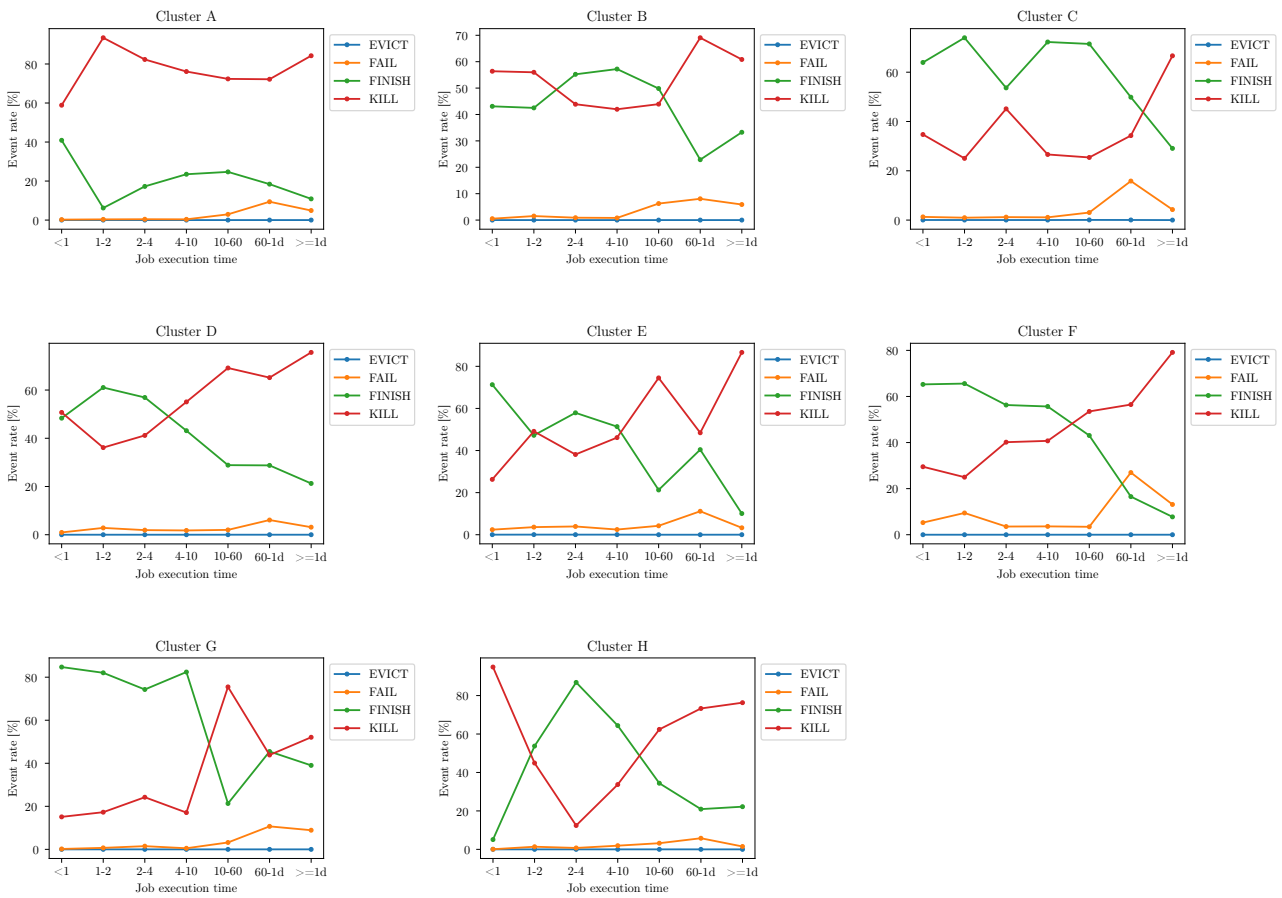 Cluster A
Event rate [%]
80
60
40
20
0
<1 1-2 2-4 4-10 10-60 60-1d >=1d
Job execution time
EVICT
FAIL
FINISH
KILL
Cluster B
Event rate [%]
70
60
50
40
30
20
10
0
<1 1-2 2-4 4-10 10-60 60-1d >=1d
Job execution time
EVICT
FAIL
FINISH
KILL
Cluster C
Event rate [%]
60
40
20
0
<1 1-2 2-4 4-10 10-60 60-1d >=1d
Job execution time
EVICT
FAIL
FINISH
KILL
Cluster D
Event rate [%]
60
40
20
0
<1 1-2 2-4 4-10 10-60 60-1d >=1d
Job execution time
EVICT
FAIL
FINISH
KILL
Cluster E
Event rate [%]
80
60
40
20
0
<1 1-2 2-4 4-10 10-60 60-1d >=1d
Job execution time
EVICT
FAIL
FINISH
KILL
Cluster F
Event rate [%]
80
60
40
20
0
<1 1-2 2-4 4-10 10-60 60-1d >=1d
Job execution time
EVICT
FAIL
FINISH
KILL
Cluster G
Event rate [%]
80
60
40
20
0
<1 1-2 2-4 4-10 10-60 60-1d >=1d
Job execution time
EVICT
FAIL
FINISH
KILL
Cluster H
Event rate [%]
80
60
40
20
0
<1 1-2 2-4 4-10 10-60 60-1d >=1d
Job execution time
EVICT
FAIL
FINISH
KILL